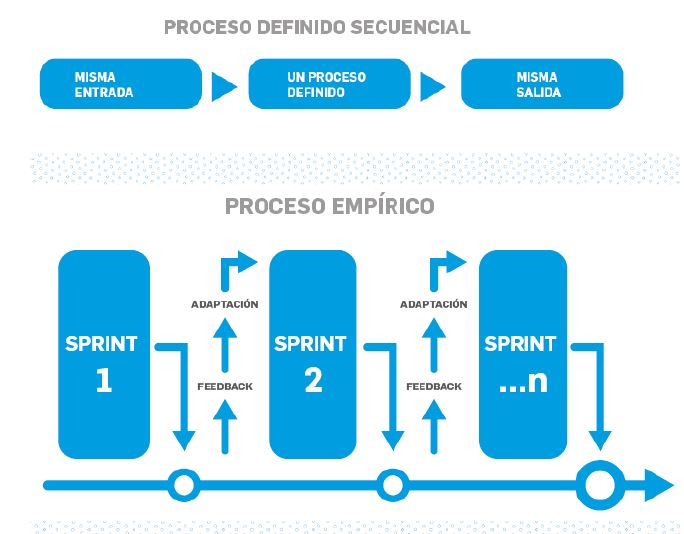 PROCESO DEFINIDO SECUENCIAL
MISMA
ENTRADA
UN PROCESO
DEFINIDO
MISMA
SALIDA
PROCESO EMPÍRICO
SPRINT
1
ADAPTACIÓN
FEEDBACK
SPRINT
2
ADAPTACIÓN
FEEDBACK
SPRINT
...n